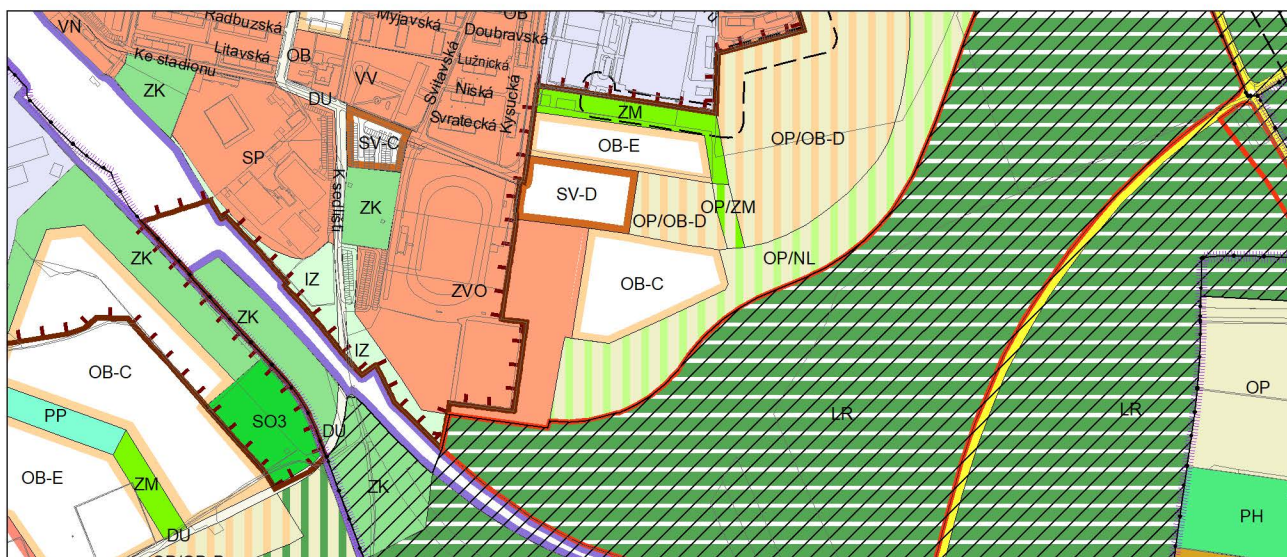 VN
Radbuzská
Myjavská
OB
Doubravská
Litavská
OB
Lužnická
Ke stadionu
VV
Svitavská
Niská
Kysucká
ZK
DU
Svratecká
ZM
SV-C
OB-E
OP/OB-D
SP
K sedlišti
SV-D
ZK
OP/OB-D
OP/ZM
ZK
IZ
OP/NL
OB-C
ZVO
ZK
IZ
OB-C
OP
PP
SO3
DU
LR
LR
OB-E
ZM
ZK
PH
DU